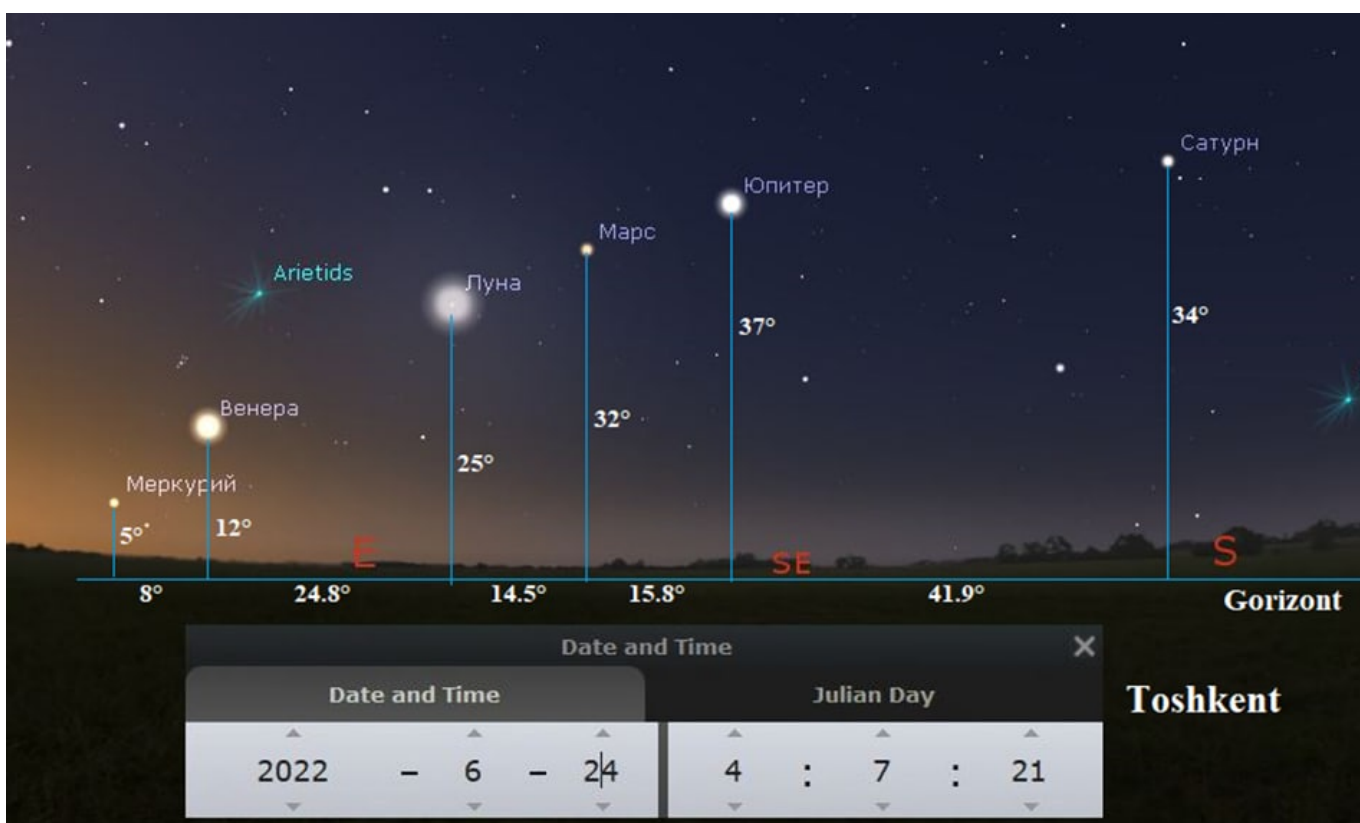 Сатурн
Юпитер
Марс
Arietids
Луна
34°
37°
Венера
32°
25°
Меркурий
5°
12°
E
SE
S
8°
24.8°
14.5°
15.8°
41.9°
Gorizont
Date and Time
×
Date and Time
Julian Day
Toshkent
2022 – 6 – 24
4 : 7 : 21